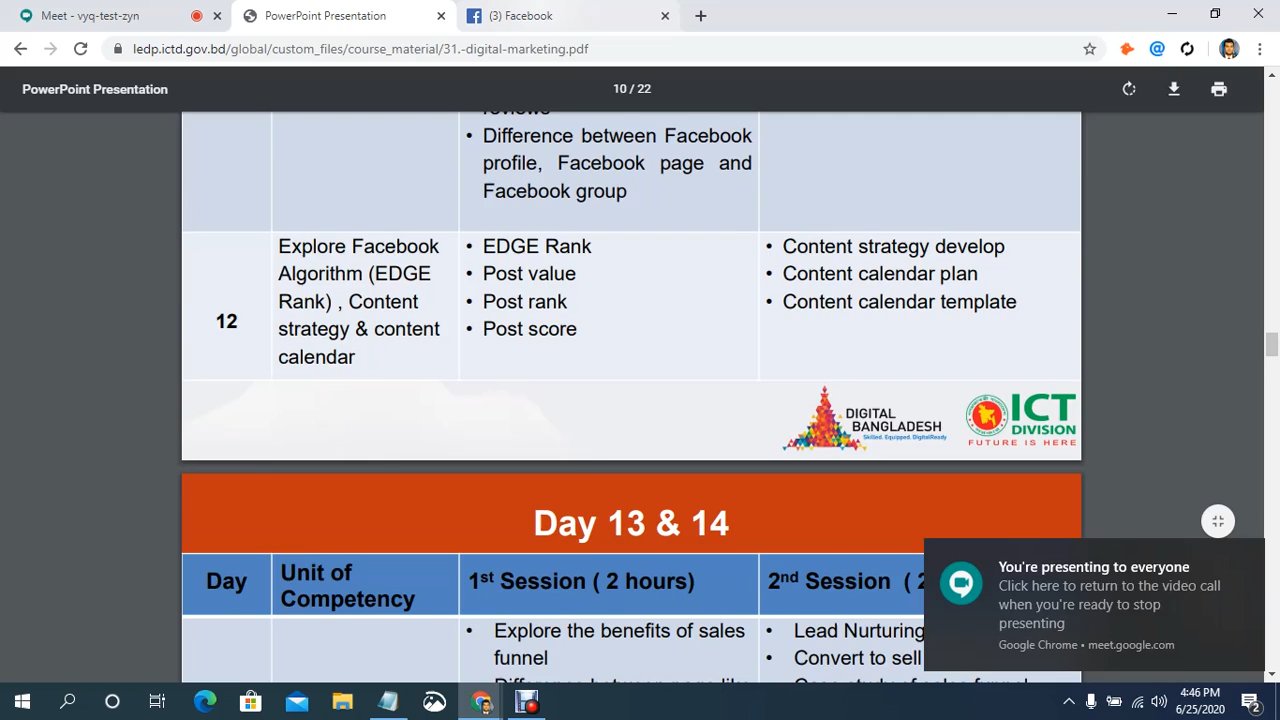 Meet - vyq-test-zyn
PowerPoint Presentation
(3) Facebook
ledp.ictd.gov.bd/global/custom_files/course_material/31.-digital-marketing.pdf
PowerPoint Presentation
10 / 22
reviews
• Difference between Facebook
profile, Facebook page and
Facebook group
12
Explore Facebook
Algorithm (EDGE
Rank) , Content
strategy & content
calendar
• EDGE Rank
• Post value
• Post rank
• Post score
• Content strategy develop
• Content calendar plan
• Content calendar template
DIGITAL
BANGLADESH
Skilled. Equipped. DigitalReady
ICT
DIVISION
FUTURE IS HERE
Day 13 & 14
Day
Unit of
Competency
1st Session ( 2 hours)
2nd Session ( 2
• Explore the benefits of sales
funnel
• Lead Nurturing
• Convert to sell
You're presenting to everyone
Click here to return to the video call
when you're ready to stop
presenting
Google Chrome • meet.google.com
4:46 PM
6/25/2020
2